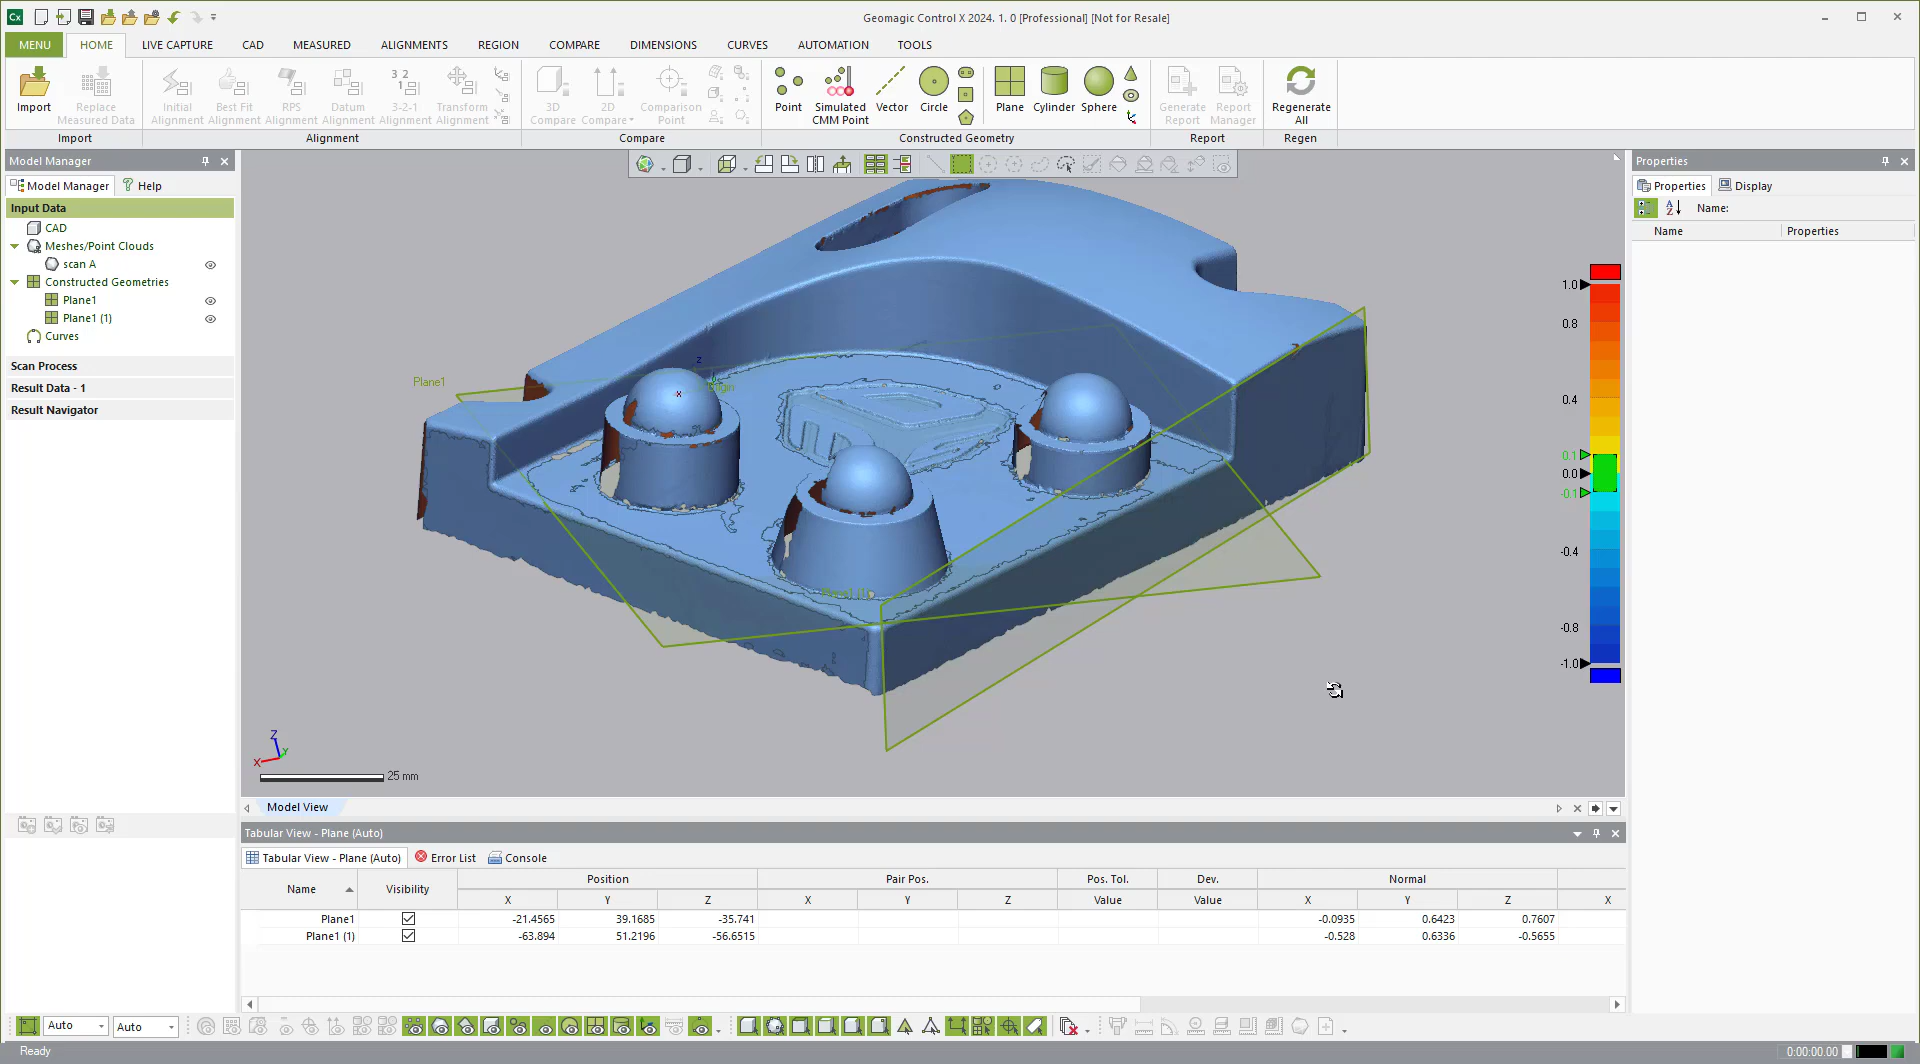 Cx
Geomagic Control X 2024. 1. 0 [Professional] [Not for Resale]
MENU HOME LIVE CAPTURE CAD MEASURED ALIGNMENTS REGION COMPARE DIMENSIONS CURVES AUTOMATION TOOLS
Import
Replace Measured Data
Initial Alignment
Best Fit Alignment
RPS Alignment
Datum Alignment
3 2 1
3-2-1 Alignment
Transform Alignment
3D Compare
2D Compare
Comparison Point
Point
Simulated CMM Point
Vector
Circle
Plane
Cylinder
Sphere
Generate Report
Report Manager
Regenerate All
Import Alignment Compare Constructed Geometry Report Regen
Model Manager
Model Manager Help
Input Data
CAD
Meshes/Point Clouds
scan A
Constructed Geometries
Plane1
Plane1 (1)
Curves
Scan Process
Result Data - 1
Result Navigator
Plane1
Z
X
Plane1 (1)
Z
Y
X
25 mm
1.0
0.8
0.6
0.4
0.1
0.0
-0.1
-0.4
-0.8
-1.0
Properties
Properties Display
A
Z
Name:
Name Properties
Model View
Tabular View - Plane (Auto)
Tabular View - Plane (Auto) Error List Console
Name Visibility Position Pair Pos. Pos. Tol. Dev. Normal
X Y Z X Y Z Value Value X Y Z X
Plane1 -21.4565 39.1685 -35.741 -0.0935 0.6423 0.7607
Plane1 (1) -63.894 51.2196 -56.6515 -0.528 0.6336 -0.5655
Auto Auto
Ready 0:00:00.00